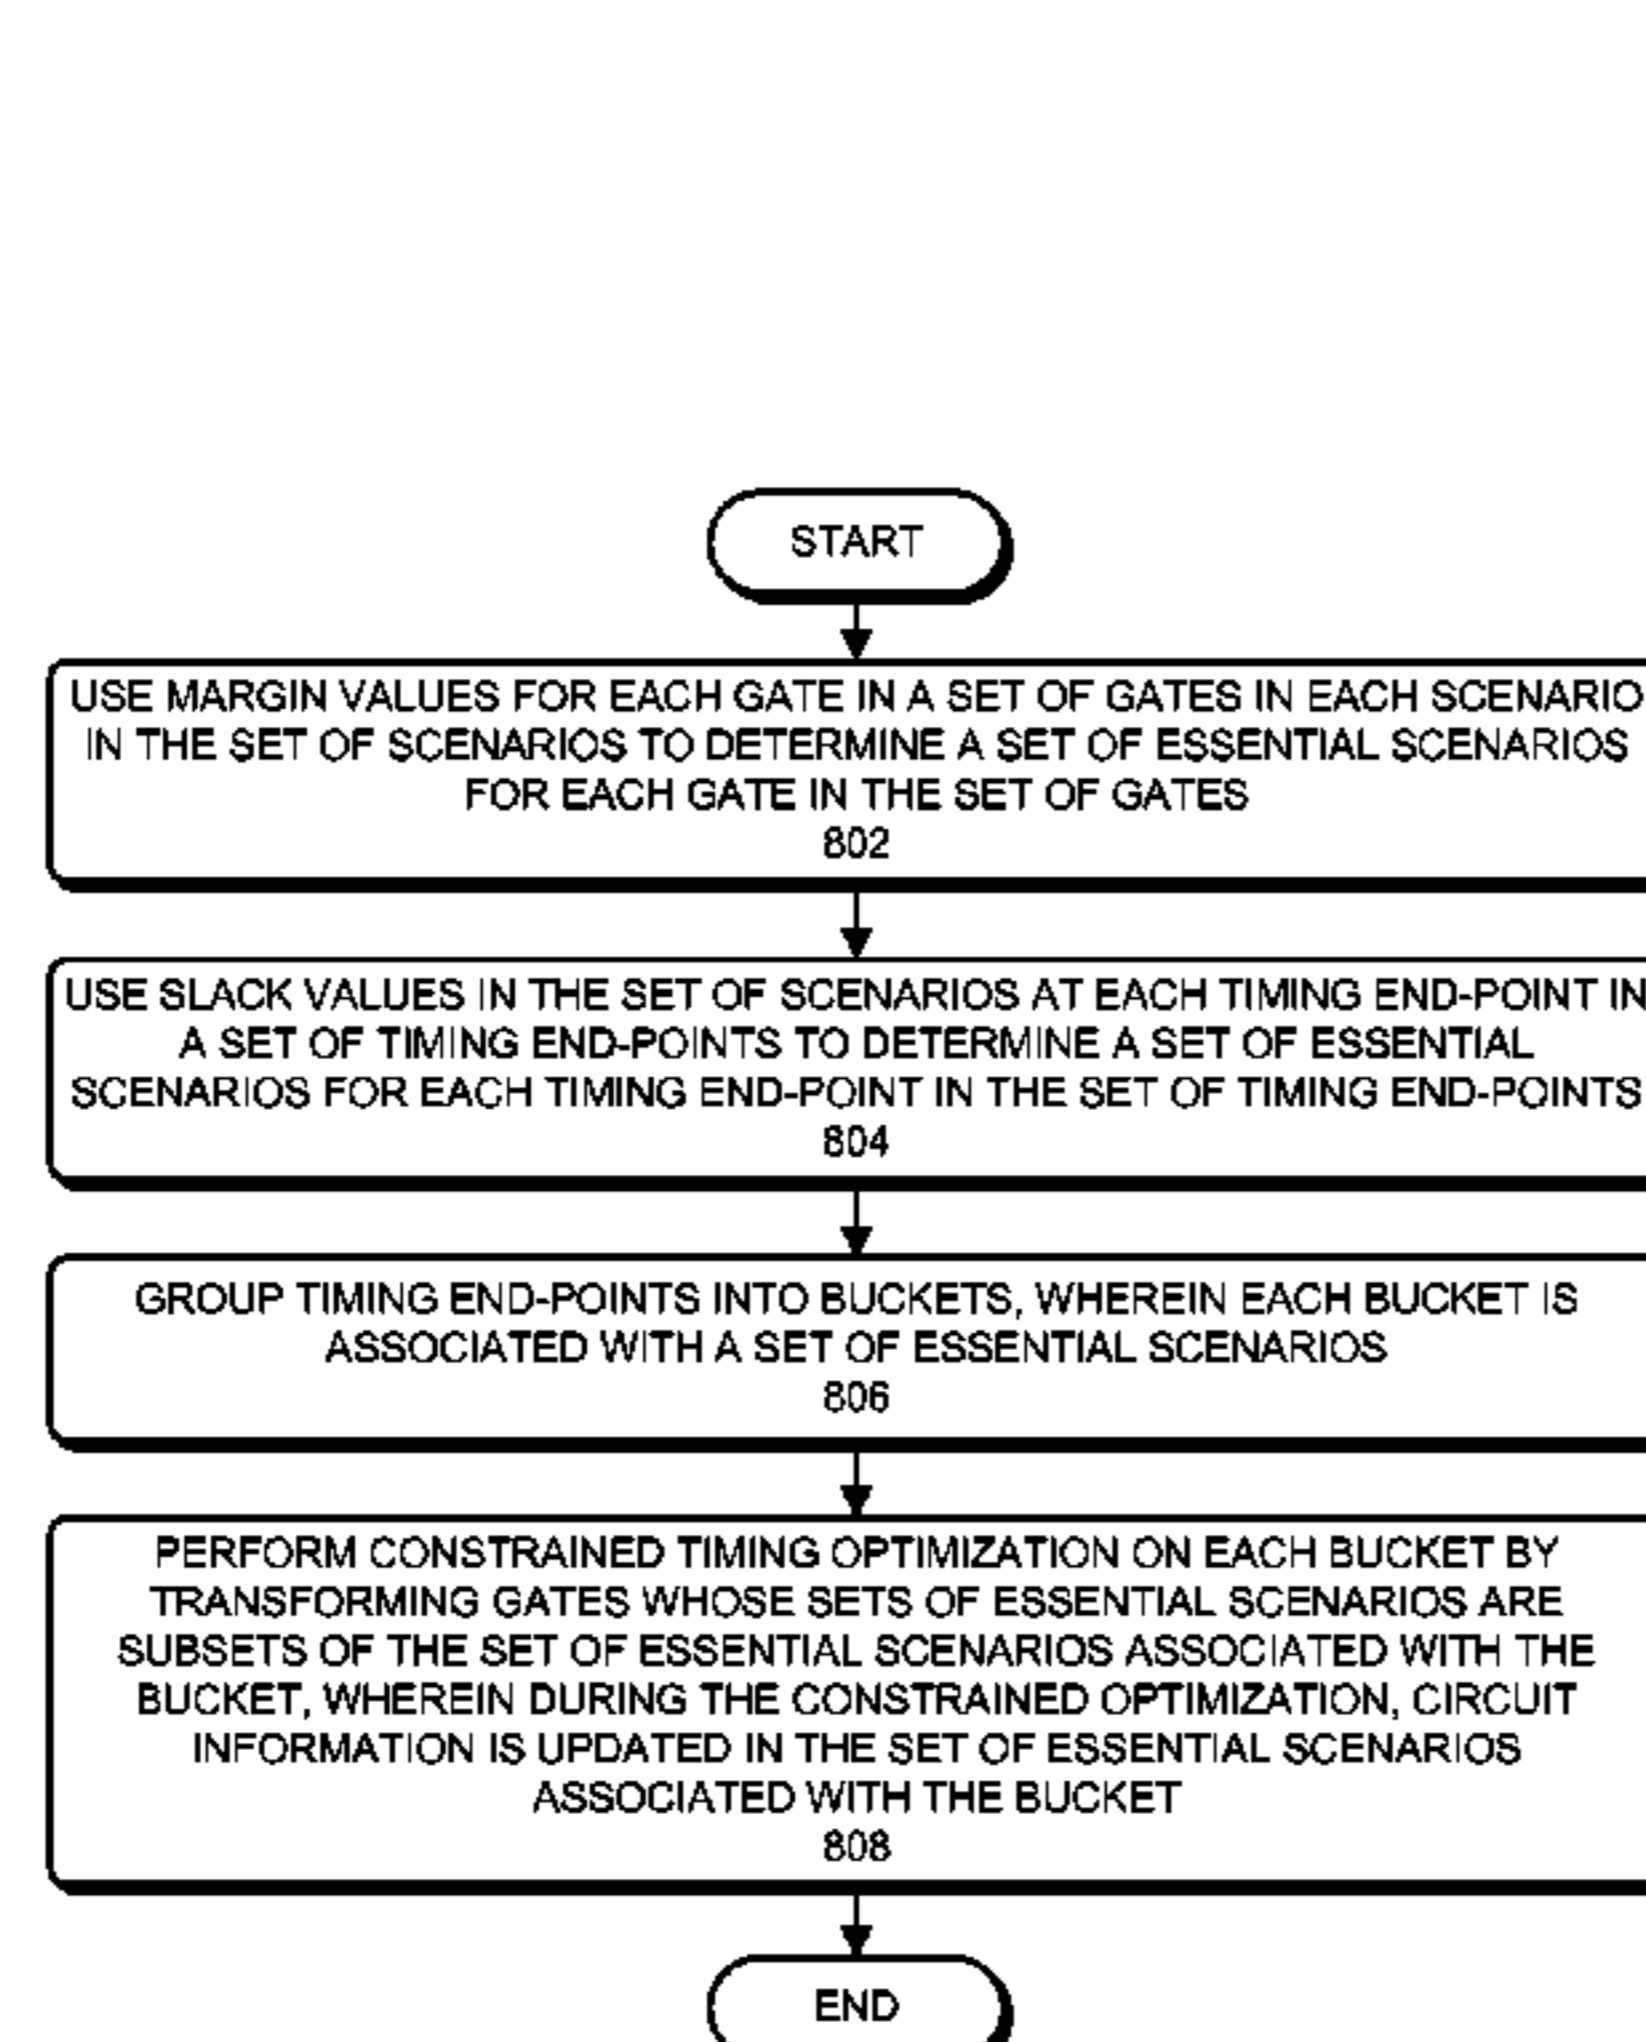 START
USE MARGIN VALUES FOR EACH GATE IN A SET OF GATES IN EACH SCENARIO
IN THE SET OF SCENARIOS TO DETERMINE A SET OF ESSENTIAL SCENARIOS
FOR EACH GATE IN THE SET OF GATES
802
USE SLACK VALUES IN THE SET OF SCENARIOS AT EACH TIMING END-POINT IN
A SET OF TIMING END-POINTS TO DETERMINE A SET OF ESSENTIAL
SCENARIOS FOR EACH TIMING END-POINT IN THE SET OF TIMING END-POINTS
804
GROUP TIMING END-POINTS INTO BUCKETS, WHEREIN EACH BUCKET IS
ASSOCIATED WITH A SET OF ESSENTIAL SCENARIOS
806
PERFORM CONSTRAINED TIMING OPTIMIZATION ON EACH BUCKET BY
TRANSFORMING GATES WHOSE SETS OF ESSENTIAL SCENARIOS ARE
SUBSETS OF THE SET OF ESSENTIAL SCENARIOS ASSOCIATED WITH THE
BUCKET, WHEREIN DURING THE CONSTRAINED OPTIMIZATION, CIRCUIT
INFORMATION IS UPDATED IN THE SET OF ESSENTIAL SCENARIOS
ASSOCIATED WITH THE BUCKET
808
END